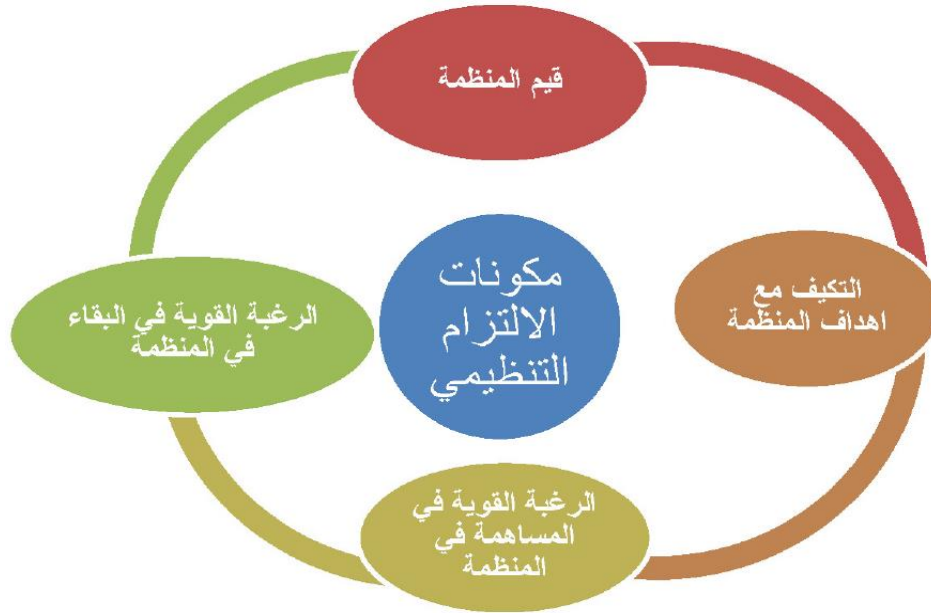 قيم المنظمة
التكيف مع
اهداف المنظمة
مكونات
الالتزام
التنظيمي
الرغبة القوية في البقاء
في المنظمة
الرغبة القوية في
المساهمة في
المنظمة